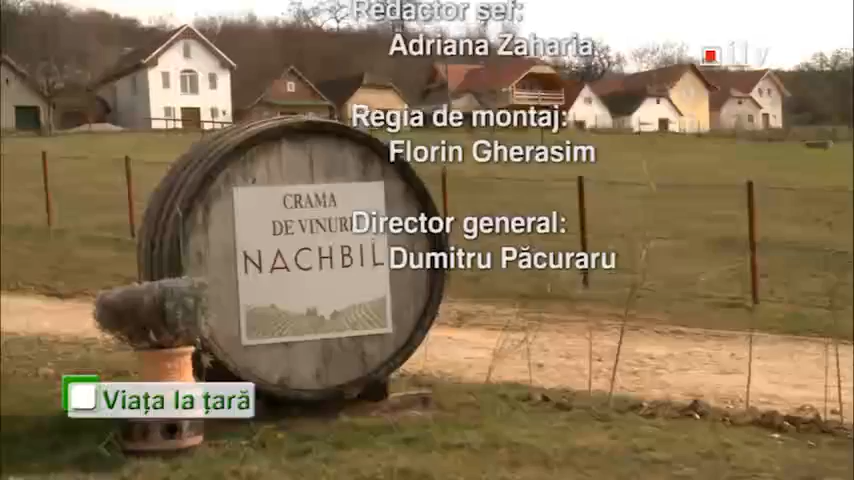 Redactor șef:
Adriana Zaharia
Regia de montaj:
Florin Gherasim
Director general:
Dumitru Păcuraru
CRAMA
DE VINURI
NACHBIL
Viața la țară